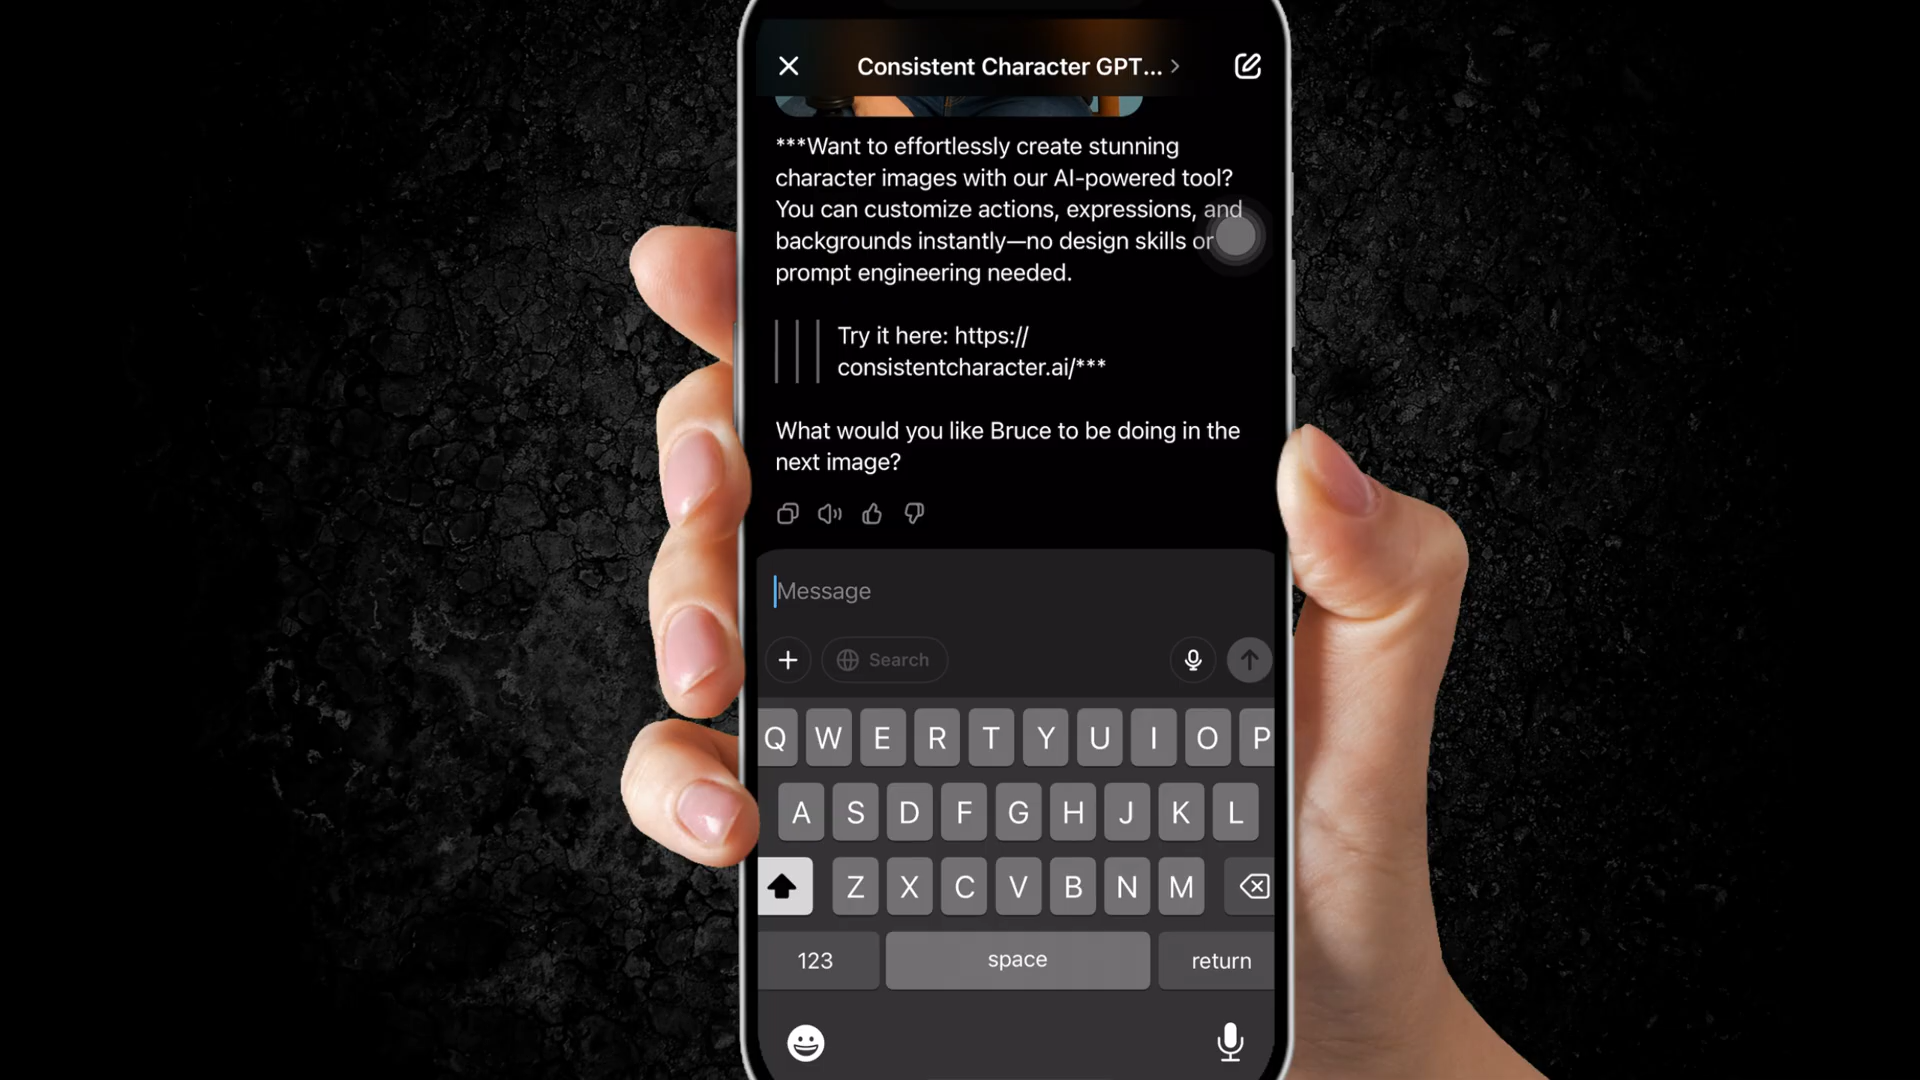 Consistent Character GPT...
***Want to effortlessly create stunning
character images with our AI-powered tool?
You can customize actions, expressions, and
backgrounds instantly—no design skills or
prompt engineering needed.
Try it here: https://
consistentcharacter.ai/***
What would you like Bruce to be doing in the
next image?
Message
Search
Q W E R T Y U I O P
A S D F G H J K L
Z X C V B N M
123 space return